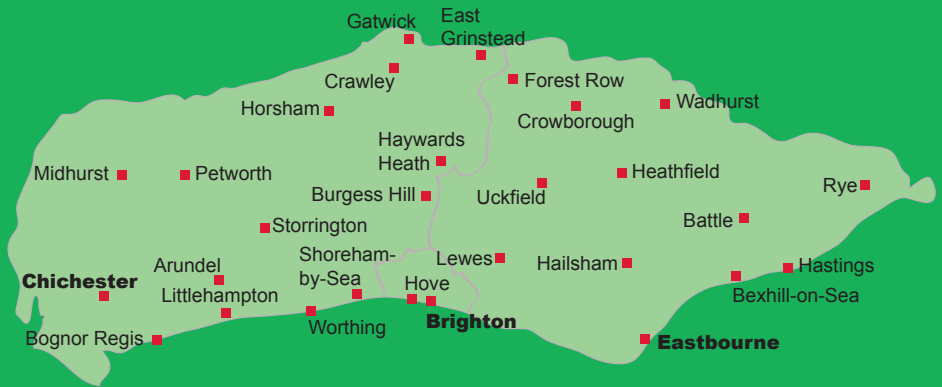 Gatwick
East
Grinstead
Crawley
Forest Row
Horsham
Crowborough
Wadhurst
Haywards
Heath
Midhurst
Petworth
Burgess Hill
Uckfield
Heathfield
Rye
Storrington
Battle
Shoreham-
by-Sea
Lewes
Hailsham
Hastings
Arundel
Chichester
Littlehampton
Hove
Bexhill-on-Sea
Bognor Regis
Worthing
Brighton
Eastbourne